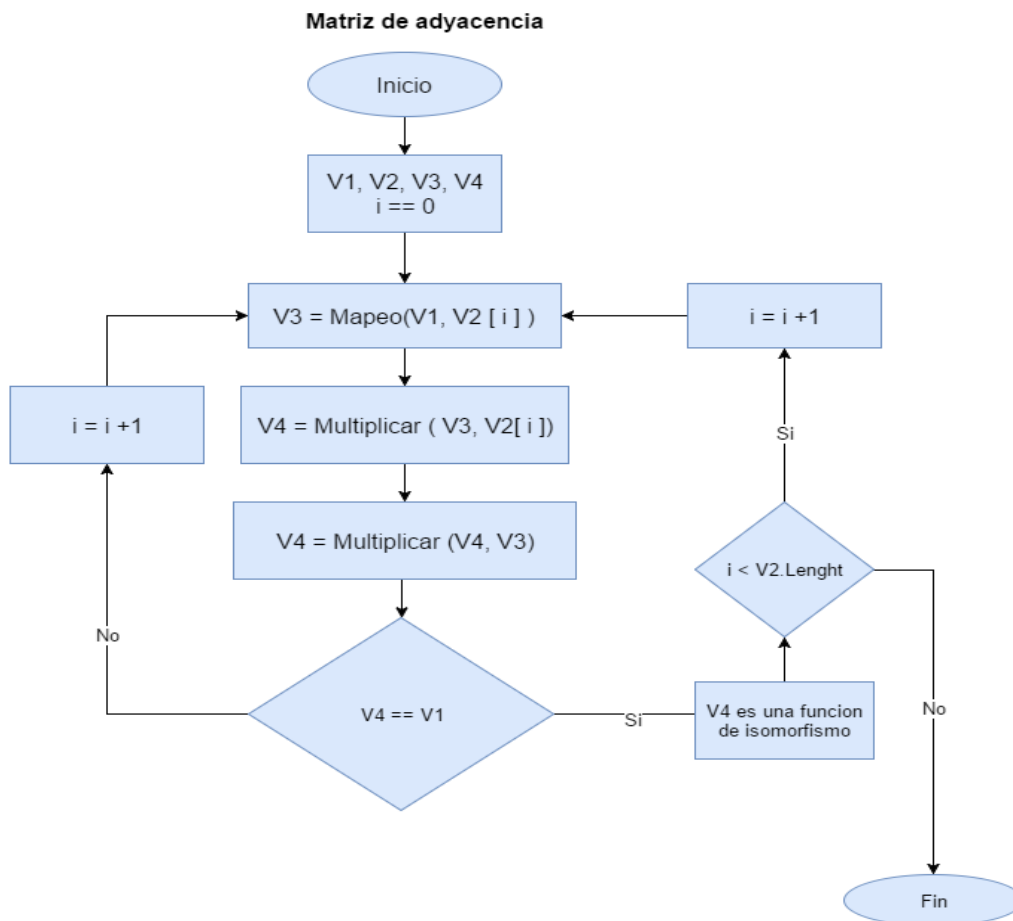 Matriz de adyacencia
Inicio
V1, V2, V3, V4
i == 0
V3 = Mapeo(V1, V2 [ i ] )
i = i +1
i = i +1
V4 = Multiplicar ( V3, V2[ i ])
Si
V4 = Multiplicar (V4, V3)
i < V2.Lenght
No
V4 == V1
Si
V4 es una funcion
de isomorfismo
No
Fin